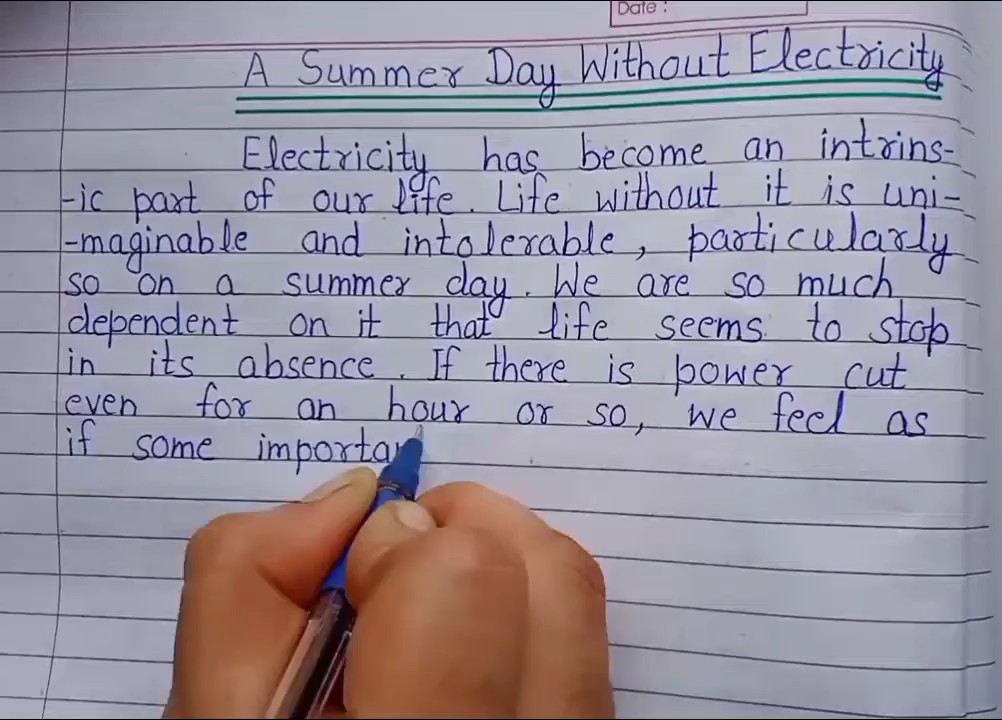 Date :
A Summer Day Without Electricity
Electricity has become an intrins-
-ic part of our life. Life without it is uni-
-maginable and intolerable, particularly
so on a summer day. We are so much
dependent on it that life seems to stop
in its absence. If there is power cut
even for an hour or so, we feel as
if some importa